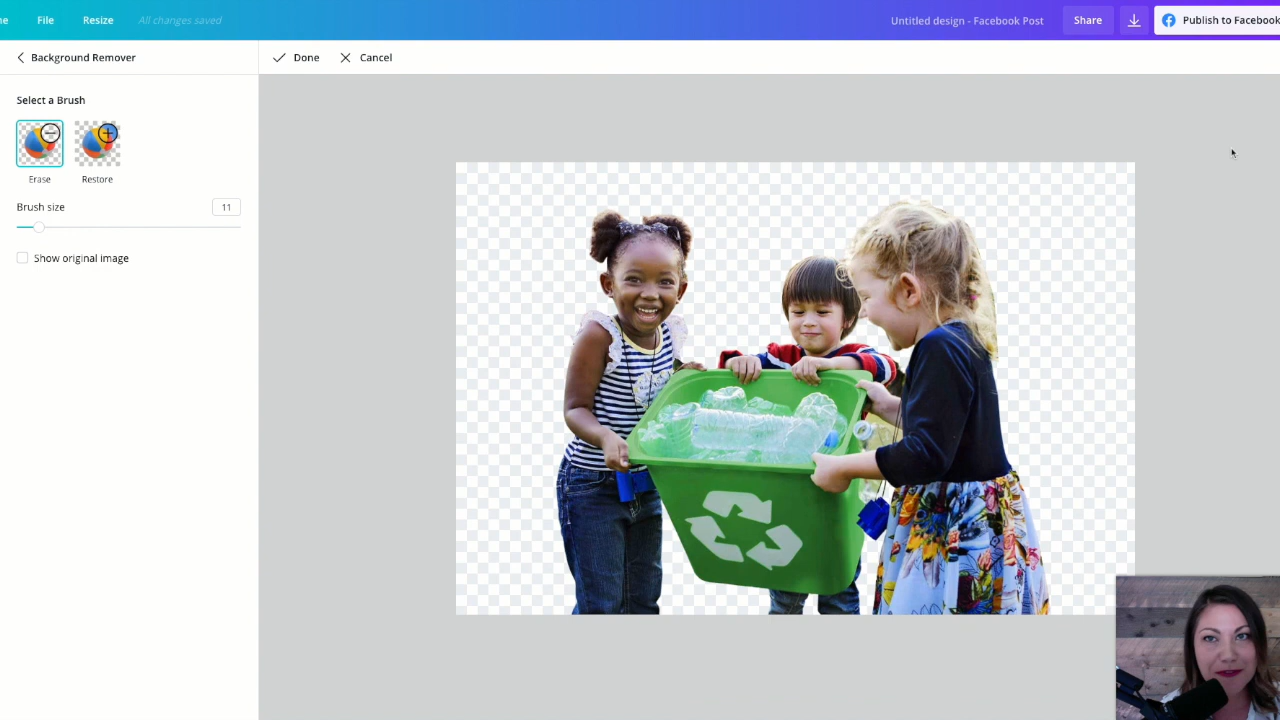 File Resize All changes saved Untitled design - Facebook Post Share Publish to Facebook
Background Remover Done Cancel
Select a Brush
Erase Restore
Brush size 11
Show original image